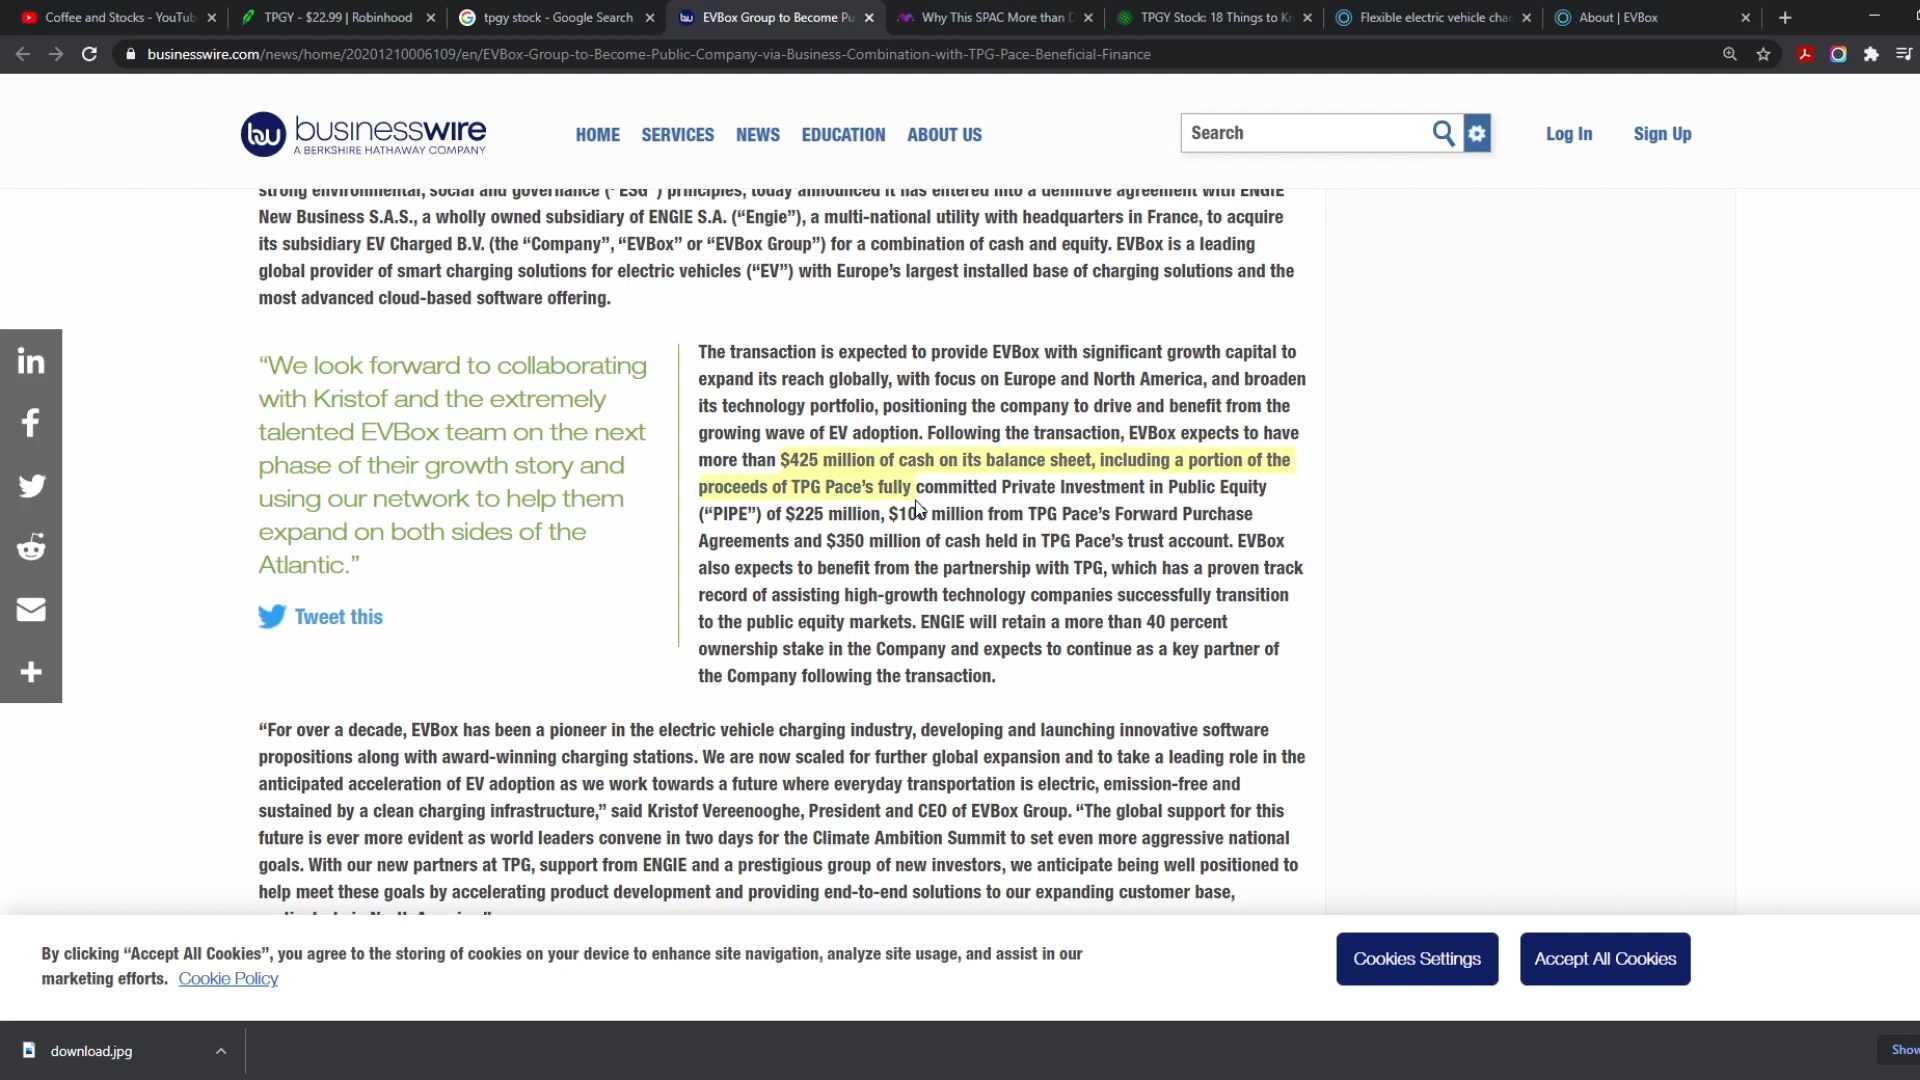 Coffee and Stocks - YouTub
TPGY - $22.99 | Robinhood
tpgy stock - Google Search
EVBox Group to Become Pu
Why This SPAC More than D
TPGY Stock: 18 Things to Kn
Flexible electric vehicle char
About | EVBox
businesswire.com/news/home/20201210006109/en/EVBox-Group-to-Become-Public-Company-via-Business-Combination-with-TPG-Pace-Beneficial-Finance
bw businesswire
A BERKSHIRE HATHAWAY COMPANY
HOME SERVICES NEWS EDUCATION ABOUT US
Search
Log In
Sign Up
strong environmental, social and governance (“ESG”) principles, today announced it has entered into a definitive agreement with ENGIE
New Business S.A.S., a wholly owned subsidiary of ENGIE S.A. (“Engie”), a multi-national utility with headquarters in France, to acquire
its subsidiary EV Charged B.V. (the “Company”, “EVBox” or “EVBox Group”) for a combination of cash and equity. EVBox is a leading
global provider of smart charging solutions for electric vehicles (“EV”) with Europe’s largest installed base of charging solutions and the
most advanced cloud-based software offering.
“We look forward to collaborating
with Kristof and the extremely
talented EVBox team on the next
phase of their growth story and
using our network to help them
expand on both sides of the
Atlantic.”
Tweet this
The transaction is expected to provide EVBox with significant growth capital to
expand its reach globally, with focus on Europe and North America, and broaden
its technology portfolio, positioning the company to drive and benefit from the
growing wave of EV adoption. Following the transaction, EVBox expects to have
more than $425 million of cash on its balance sheet, including a portion of the
proceeds of TPG Pace’s fully committed Private Investment in Public Equity
(“PIPE”) of $225 million, $100 million from TPG Pace’s Forward Purchase
Agreements and $350 million of cash held in TPG Pace’s trust account. EVBox
also expects to benefit from the partnership with TPG, which has a proven track
record of assisting high-growth technology companies successfully transition
to the public equity markets. ENGIE will retain a more than 40 percent
ownership stake in the Company and expects to continue as a key partner of
the Company following the transaction.
“For over a decade, EVBox has been a pioneer in the electric vehicle charging industry, developing and launching innovative software
propositions along with award-winning charging stations. We are now scaled for further global expansion and to take a leading role in the
anticipated acceleration of EV adoption as we work towards a future where everyday transportation is electric, emission-free and
sustained by a clean charging infrastructure,” said Kristof Vereenooghe, President and CEO of EVBox Group. “The global support for this
future is ever more evident as world leaders convene in two days for the Climate Ambition Summit to set even more aggressive national
goals. With our new partners at TPG, support from ENGIE and a prestigious group of new investors, we anticipate being well positioned to
help meet these goals by accelerating product development and providing end-to-end solutions to our expanding customer base,
By clicking “Accept All Cookies”, you agree to the storing of cookies on your device to enhance site navigation, analyze site usage, and assist in our
marketing efforts. Cookie Policy
Cookies Settings
Accept All Cookies
download.jpg
Show